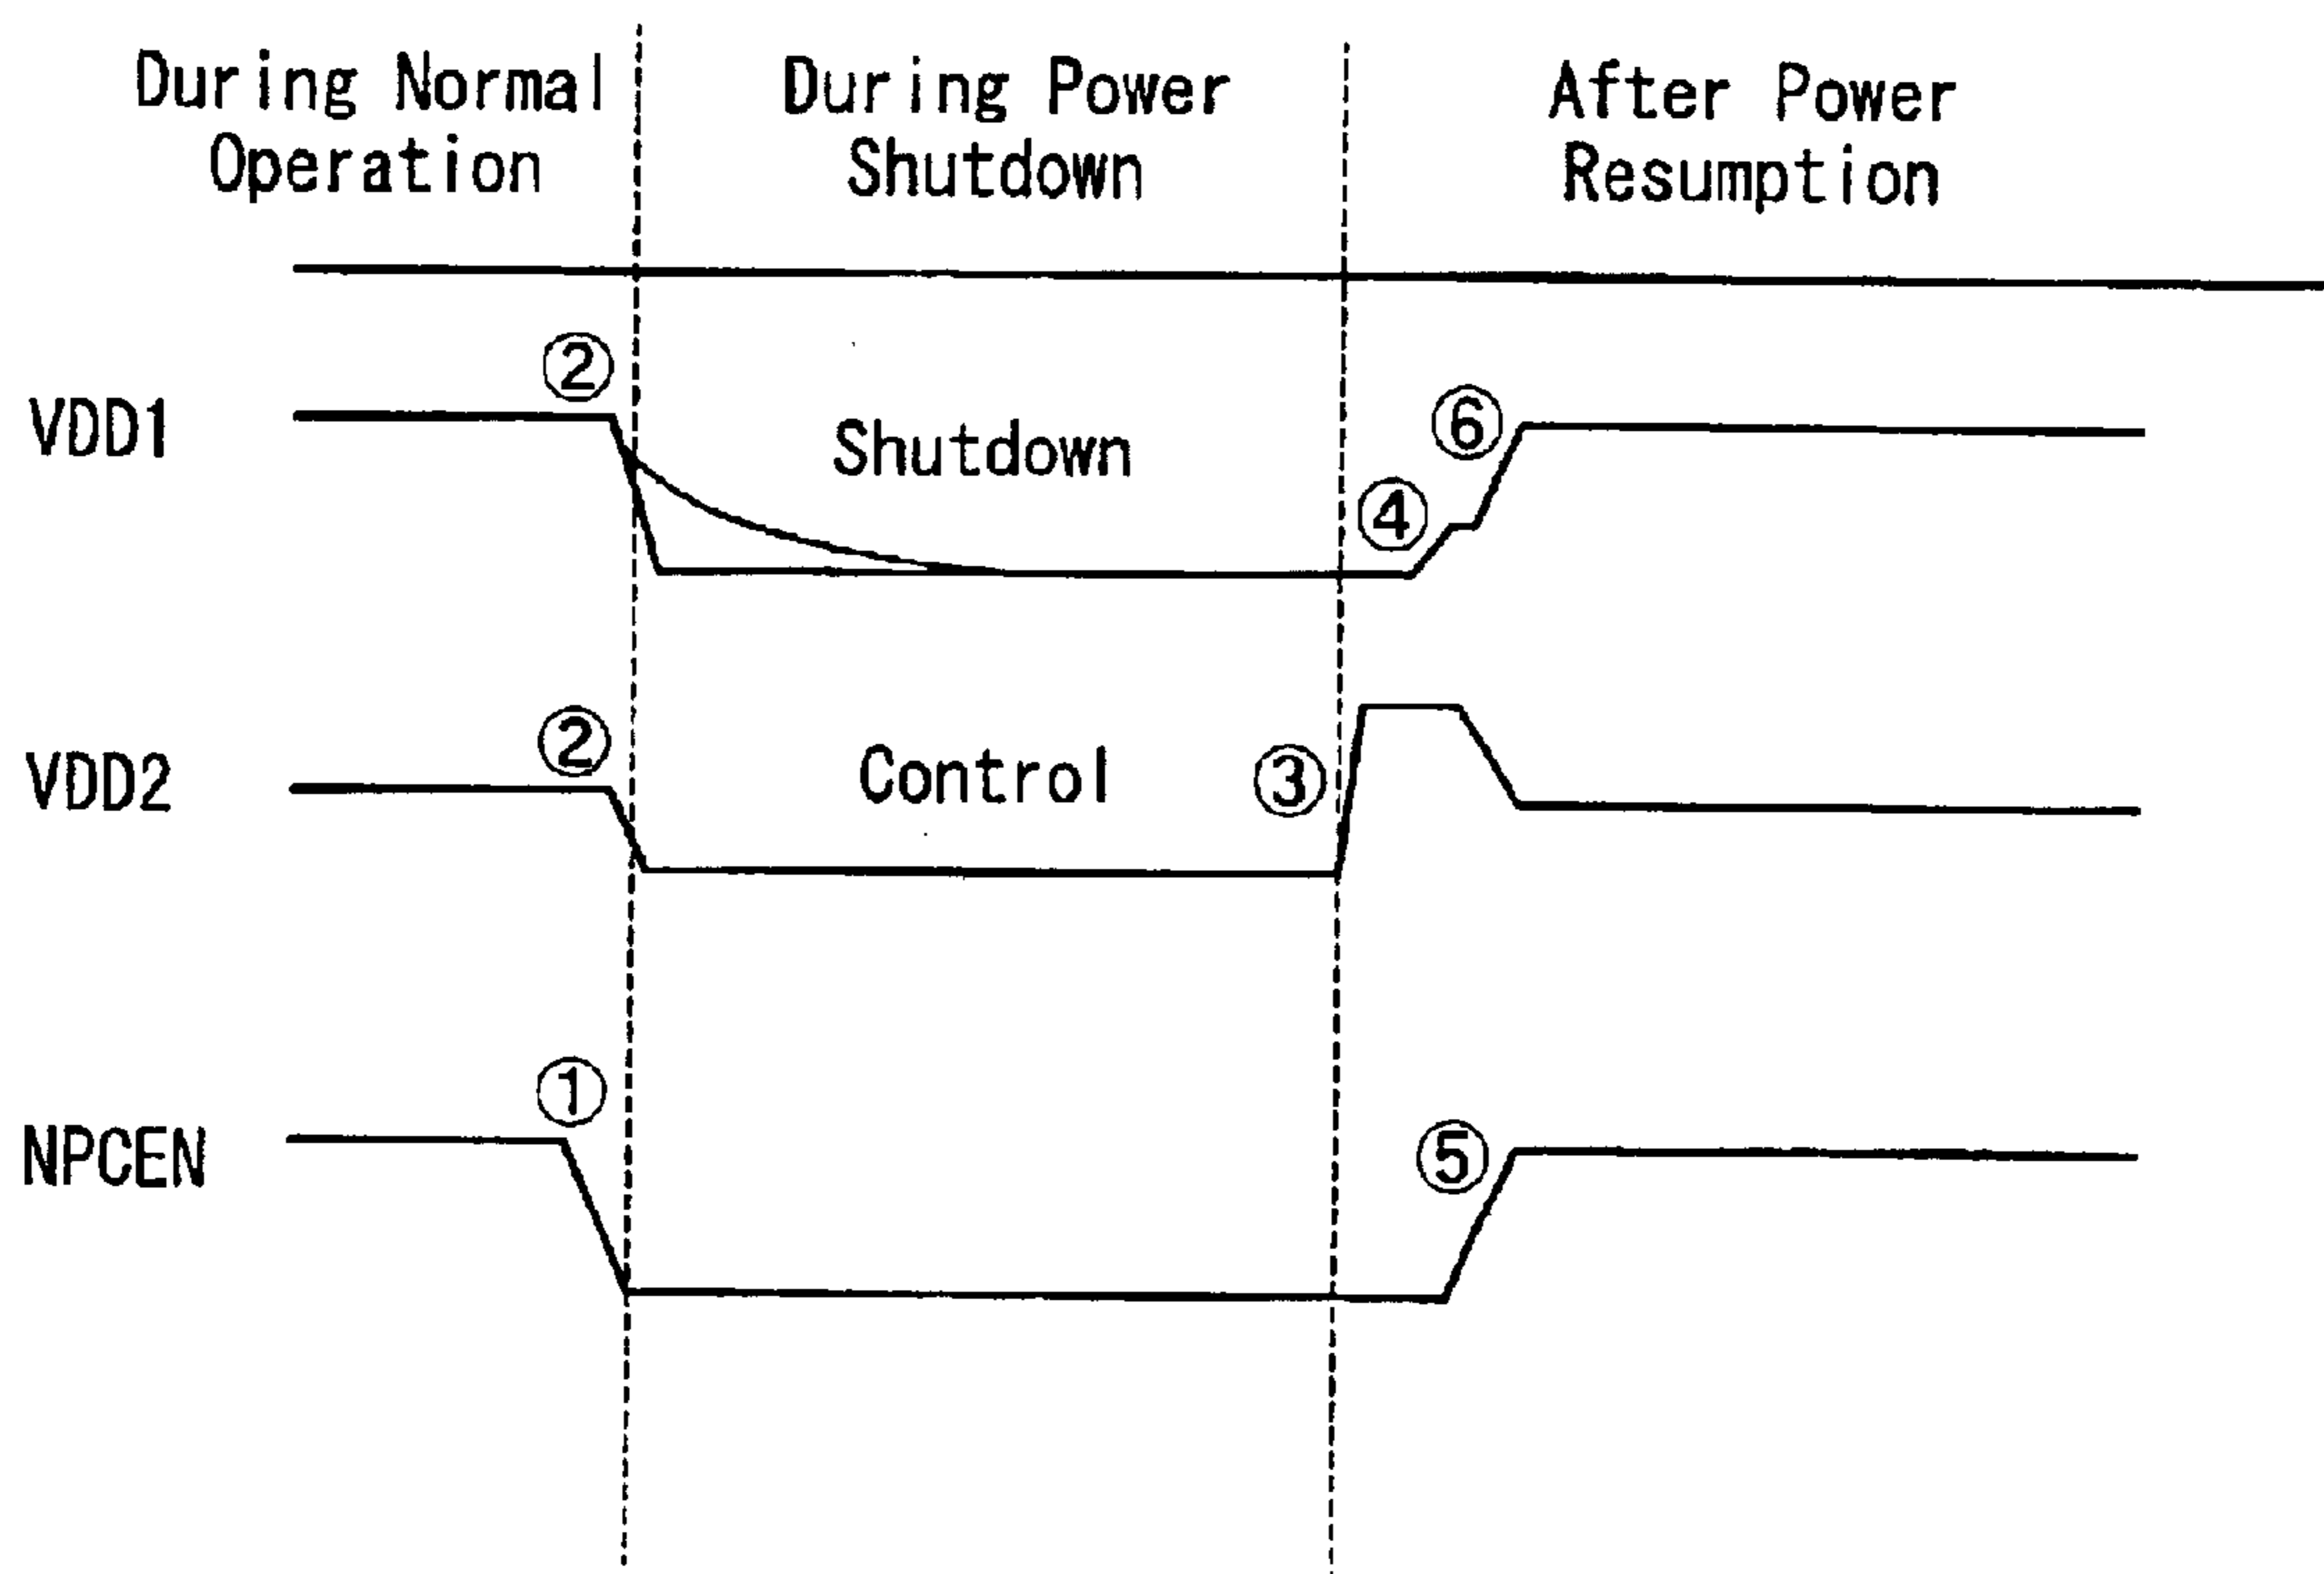 During Normal
Operation
During Power
Shutdown
After Power
Resumption
②
VDD1
Shutdown
⑥
④
②
VDD2
Control
③
①
NPCEN
⑤